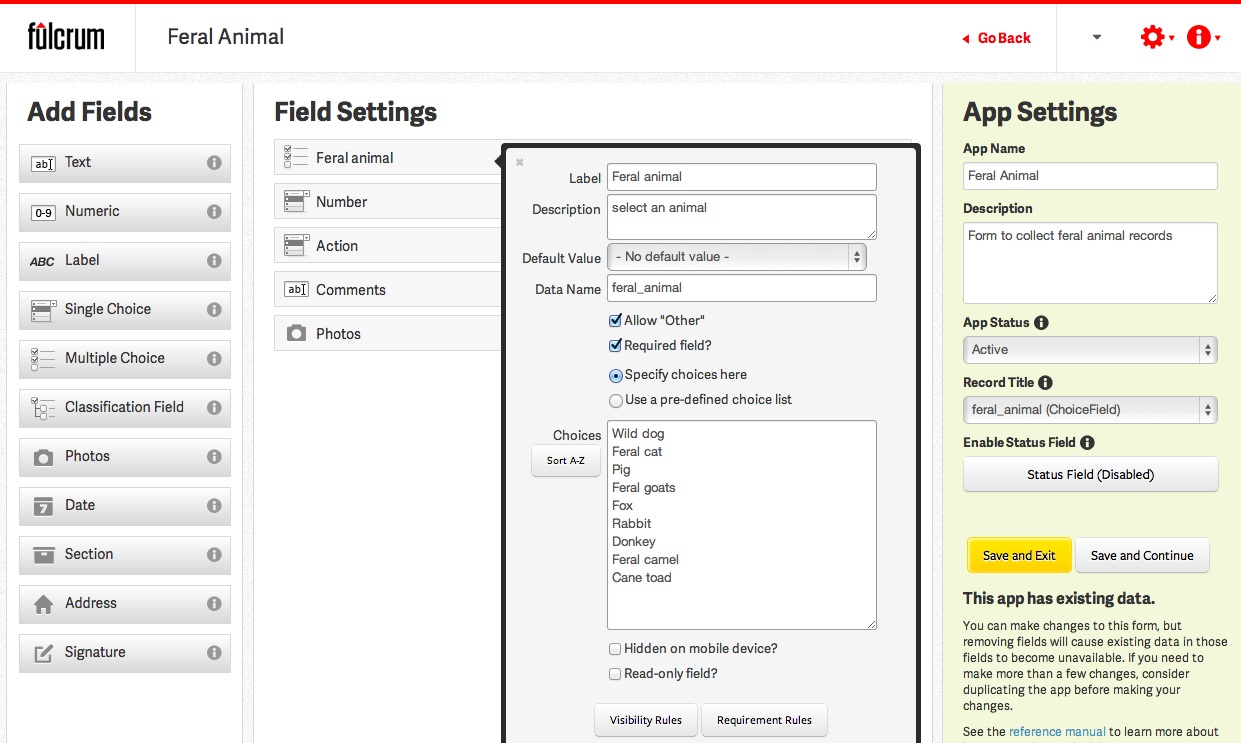 fulcrum
Feral Animal
Go Back
Add Fields
ab Text
0-9 Numeric
ABC Label
Single Choice
Multiple Choice
Classification Field
Photos
7 Date
Section
Address
Signature
Field Settings
Feral animal
Number
Action
ab Comments
Photos
Label Feral animal
Description select an animal
Default Value - No default value -
Data Name feral_animal
Allow "Other"
Required field?
Specify choices here
Use a pre-defined choice list
Choices
Sort A-Z
Wild dog
Feral cat
Pig
Feral goats
Fox
Rabbit
Donkey
Feral camel
Cane toad
Hidden on mobile device?
Read-only field?
Visibility Rules Requirement Rules
App Settings
App Name
Feral Animal
Description
Form to collect feral animal records
App Status
Active
Record Title
feral_animal (ChoiceField)
Enable Status Field
Status Field (Disabled)
Save and Exit Save and Continue
This app has existing data.
You can make changes to this form, but
removing fields will cause existing data in those
fields to become unavailable. If you need to
make more than a few changes, consider
duplicating the app before making your
changes.
See the reference manual to learn more about